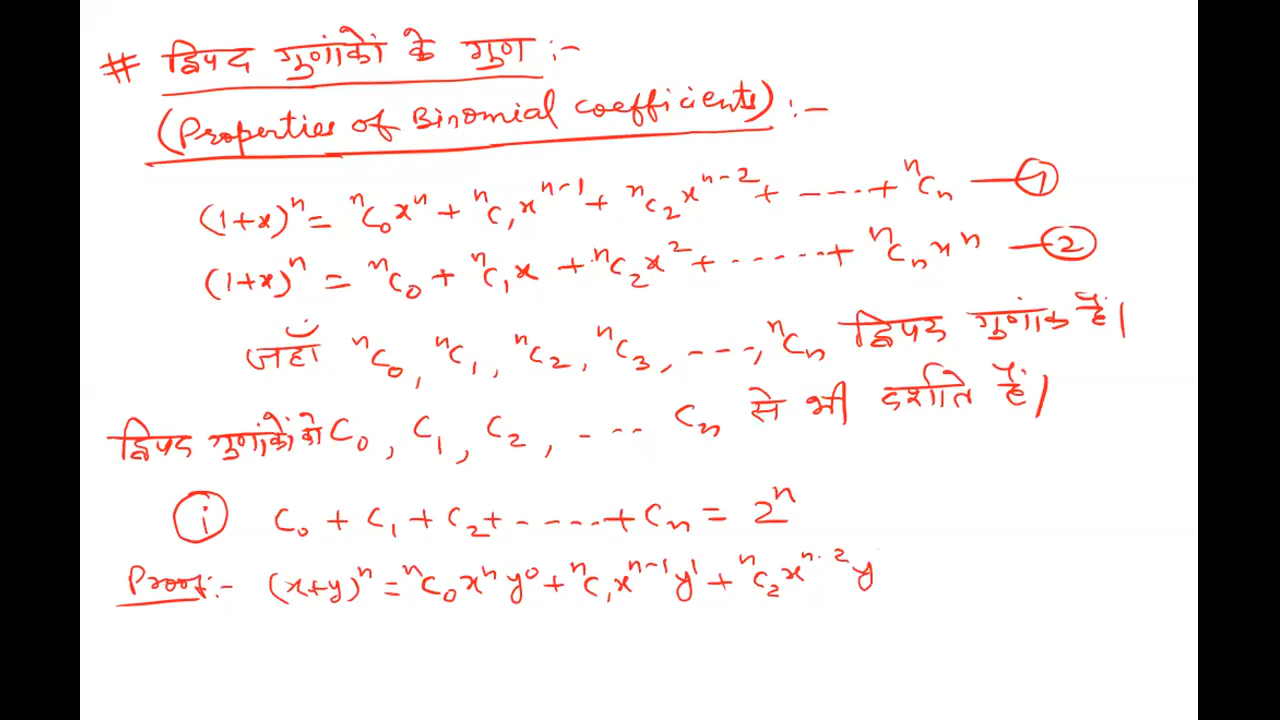 # द्विपद गुणांकों के गुण :-
(Properties of Binomial coefficients) :-
(1+x)ⁿ = ⁿC₀xⁿ + ⁿC₁xⁿ⁻¹ + ⁿC₂xⁿ⁻² + ----- + ⁿCₙ — ①
(1+x)ⁿ = ⁿC₀ + ⁿC₁x + ⁿC₂x² + ...... + ⁿCₙxⁿ — ②
जहाँ ⁿC₀, ⁿC₁, ⁿC₂, ⁿC₃, ---, ⁿCₙ द्विपद गुणांक हैं।
द्विपद गुणांकों को C₀, C₁, C₂, ---- Cₙ से भी दर्शाते हैं।
ⓘ C₀ + C₁ + C₂ + ------ + Cₙ = 2ⁿ
Proof :- (x+y)ⁿ = ⁿC₀xⁿy⁰ + ⁿC₁xⁿ⁻¹y¹ + ⁿC₂xⁿ⁻²y